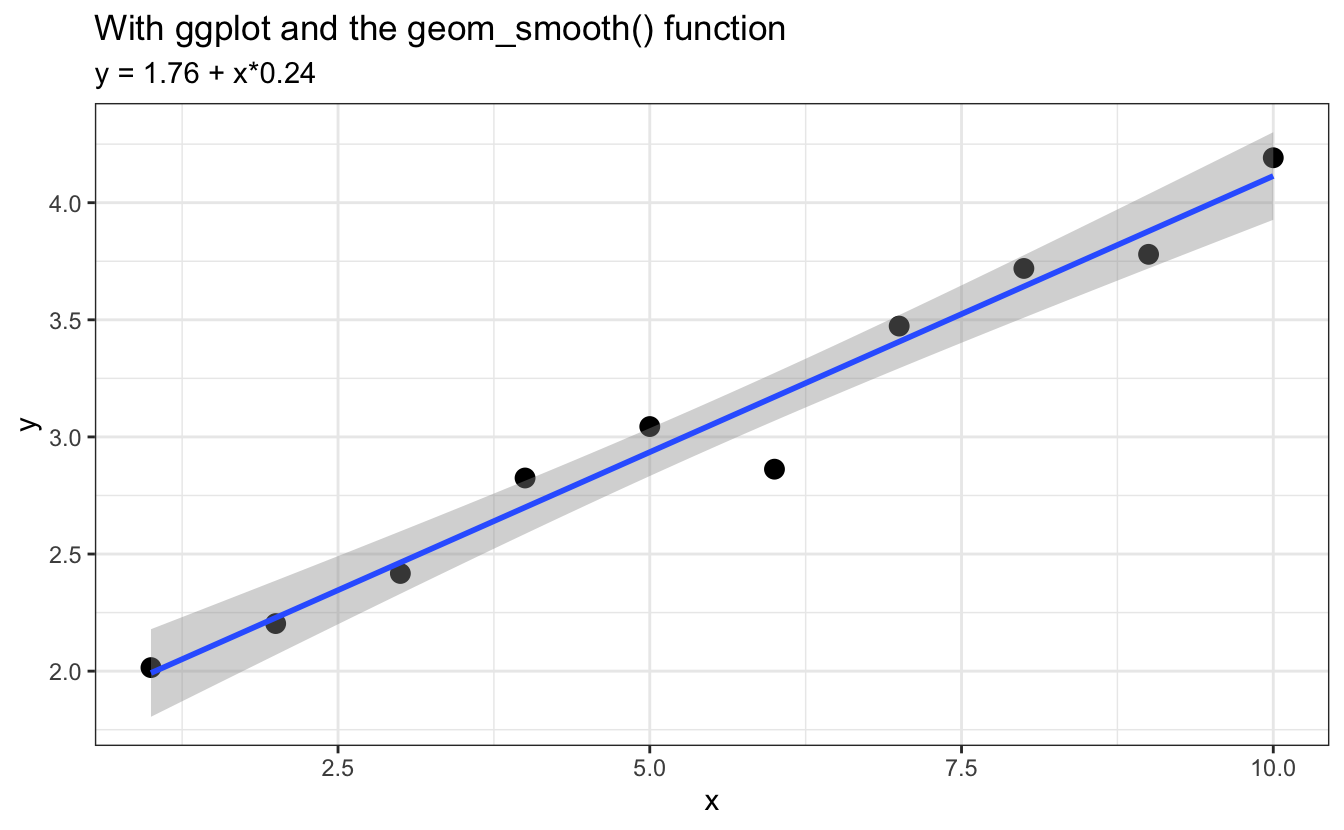 With ggplot and the geom_smooth() function
y = 1.76 + x*0.24
4.0
3.5
3.0
2.5
2.0
y
2.5
5.0
7.5
10.0
x